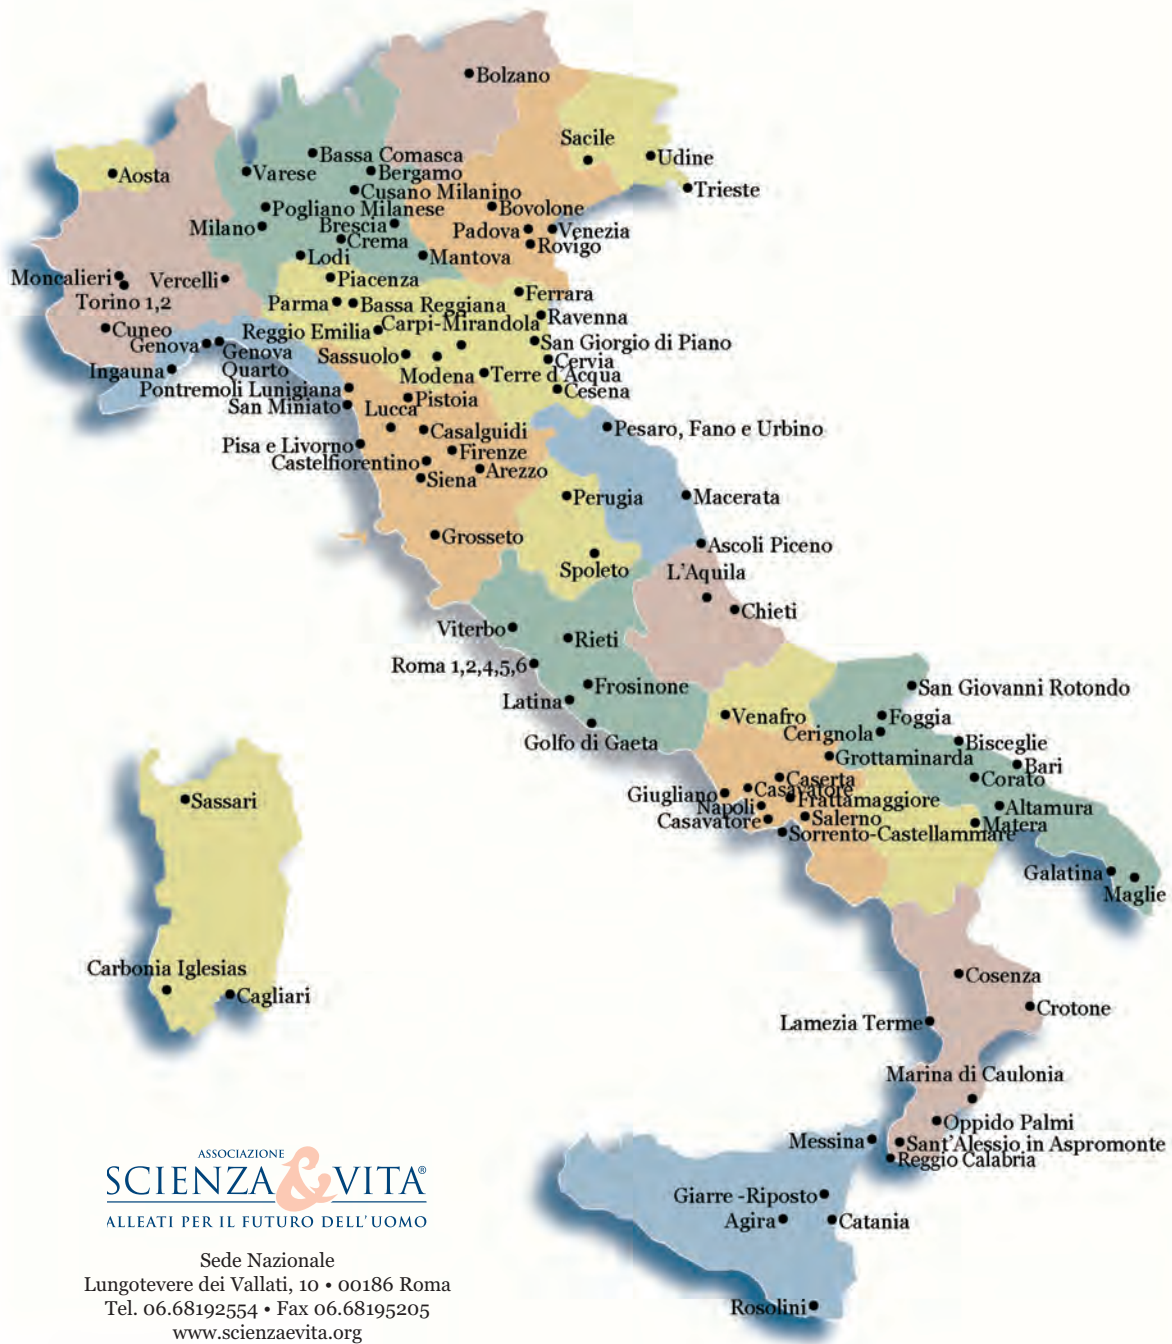 Bolzano
Sacile
Udine
Bassa Comasca
Aosta
Varese
Bergamo
Trieste
Cusano Milanino
Pogliano Milanese
Bovolone
Milano
Brescia
Padova
Venezia
Crema
Rovigo
Lodi
Mantova
Moncalieri
Vercelli
Piacenza
Torino 1,2
Parma
Bassa Reggiana
Ferrara
Ravenna
Cuneo
Reggio Emilia
Carpi-Mirandola
Genova
San Giorgio di Piano
Genova
Quarto
Sassuolo
Cervia
Ingauna
Modena
Terre d'Acqua
Pontremoli Lunigiana
Cesena
San Miniato
Lucca
Pistoia
Pesaro, Fano e Urbino
Casalguidi
Pisa e Livorno
Firenze
Castelfiorentino
Arezzo
Siena
Perugia
Macerata
Grosseto
Ascoli Piceno
Spoleto
L'Aquila
Chieti
Viterbo
Rieti
Roma 1,2,4,5,6
Frosinone
San Giovanni Rotondo
Latina
Venafro
Foggia
Cerignola
Golfo di Gaeta
Bisceglie
Grottaminarda
Bari
Caserta
Corato
Giugliano
Casavatore
Frattamaggiore
Sassari
Napoli
Altamura
Casavatore
Salerno
Matera
Sorrento-Castellammare
Galatina
Maglie
Carbonia Iglesias
Cosenza
Cagliari
Crotone
Lamezia Terme
Marina di Caulonia
Oppido Palmi
Messina
Sant'Alessio in Aspromonte
Reggio Calabria
Giarre -Riposto
Agira
Catania
Rosolini
ASSOCIAZIONE
SCIENZA & VITA®
ALLEATI PER IL FUTURO DELL'UOMO
Sede Nazionale
Lungotevere dei Vallati, 10 • 00186 Roma
Tel. 06.68192554 • Fax 06.68195205
www.scienzaevita.org